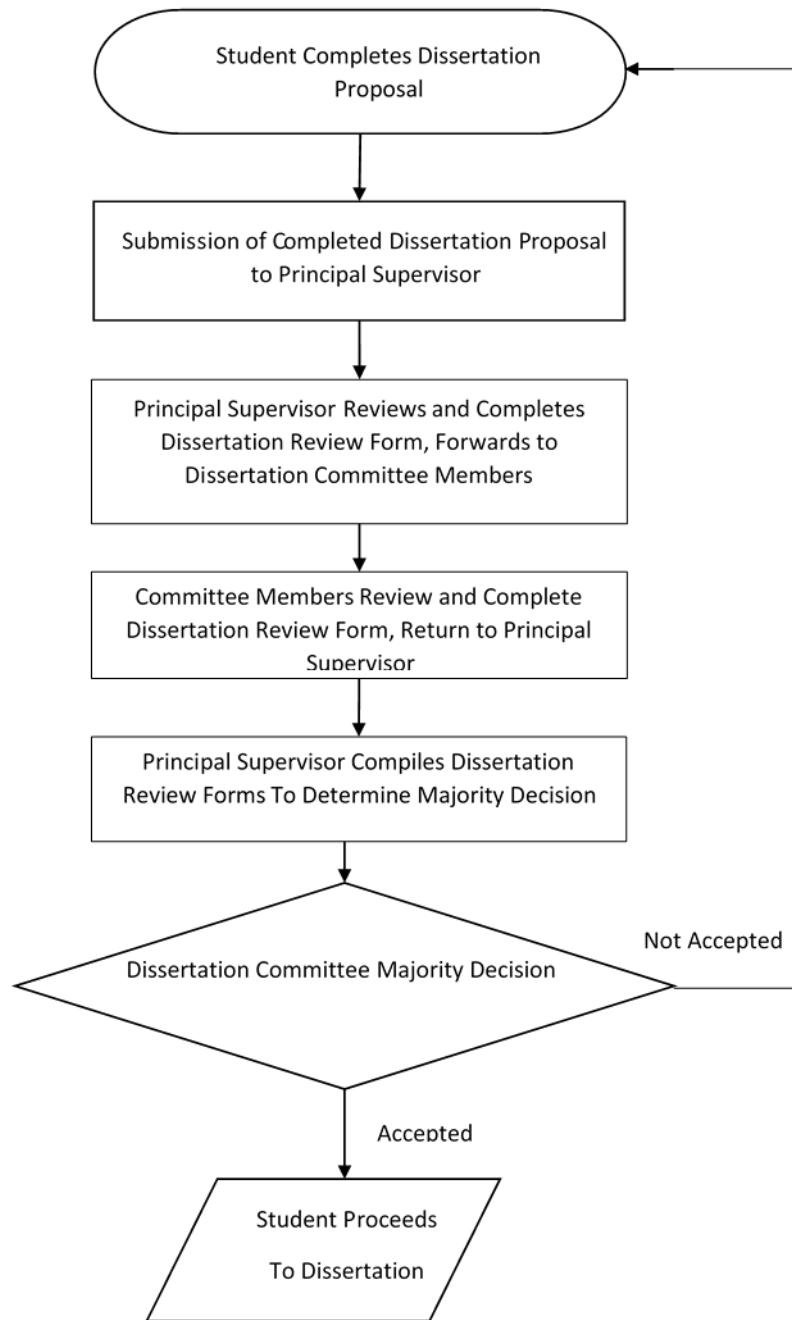 Student Completes Dissertation
Proposal
Submission of Completed Dissertation Proposal
to Principal Supervisor
Principal Supervisor Reviews and Completes
Dissertation Review Form, Forwards to
Dissertation Committee Members
Committee Members Review and Complete
Dissertation Review Form, Return to Principal
Supervisor
Principal Supervisor Compiles Dissertation
Review Forms To Determine Majority Decision
Not Accepted
Dissertation Committee Majority Decision
Accepted
Student Proceeds
To Dissertation